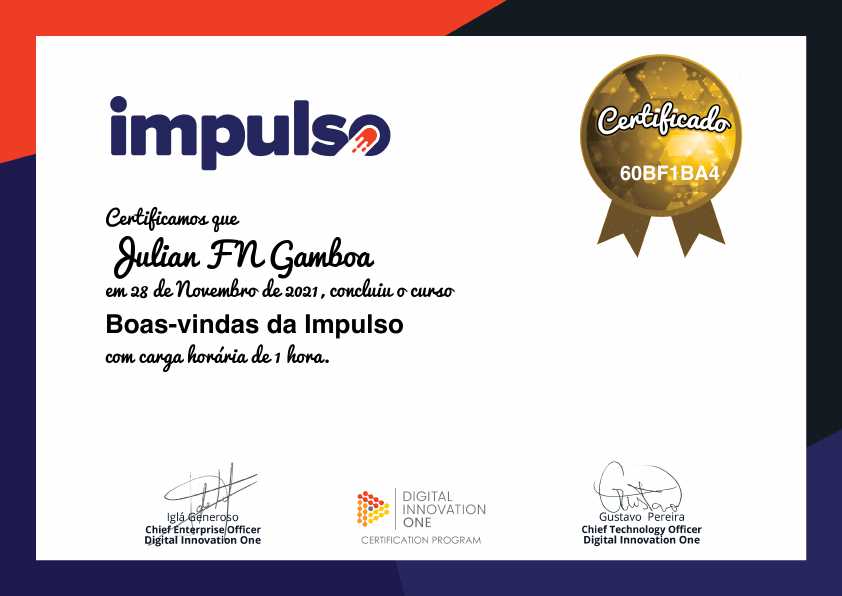 impulso
Certificado
60BF1BA4
Certificamos que
Julian FN Gamboa
em 28 de Novembro de 2021, concluiu o curso
Boas-vindas da Impulso
com carga horária de 1 hora.
Iglá Generoso
Chief Enterprise Officer
Digital Innovation One
DIGITAL
INNOVATION
ONE
CERTIFICATION PROGRAM
Gustavo Pereira
Chief Technology Officer
Digital Innovation One